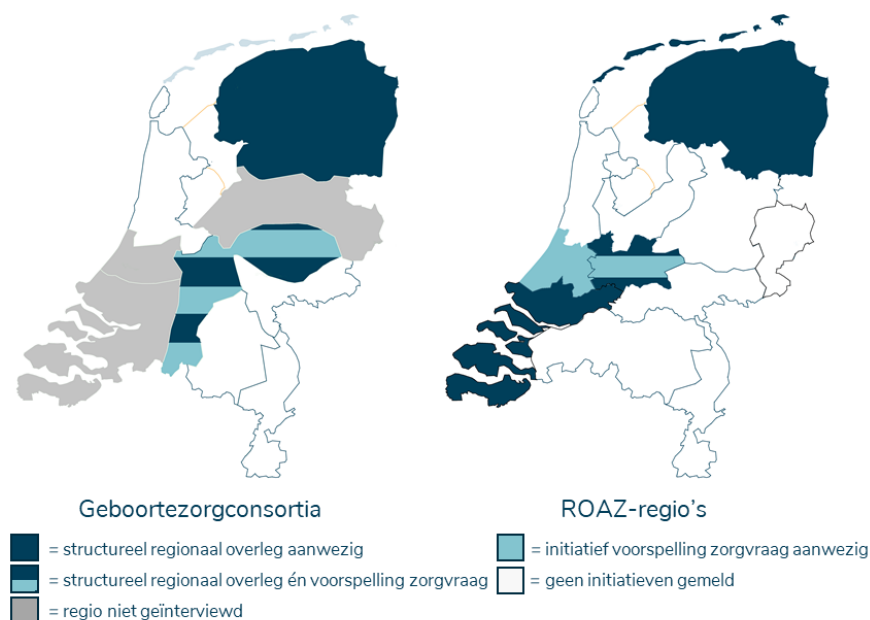 Geboortezorgconsortia
ROAZ-regio's
= structureel regionaal overleg aanwezig
= structureel regionaal overleg én voorspelling zorgvraag
= regio niet geïnterviewd
= initiatief voorspelling zorgvraag aanwezig
= geen initiatieven gemeld